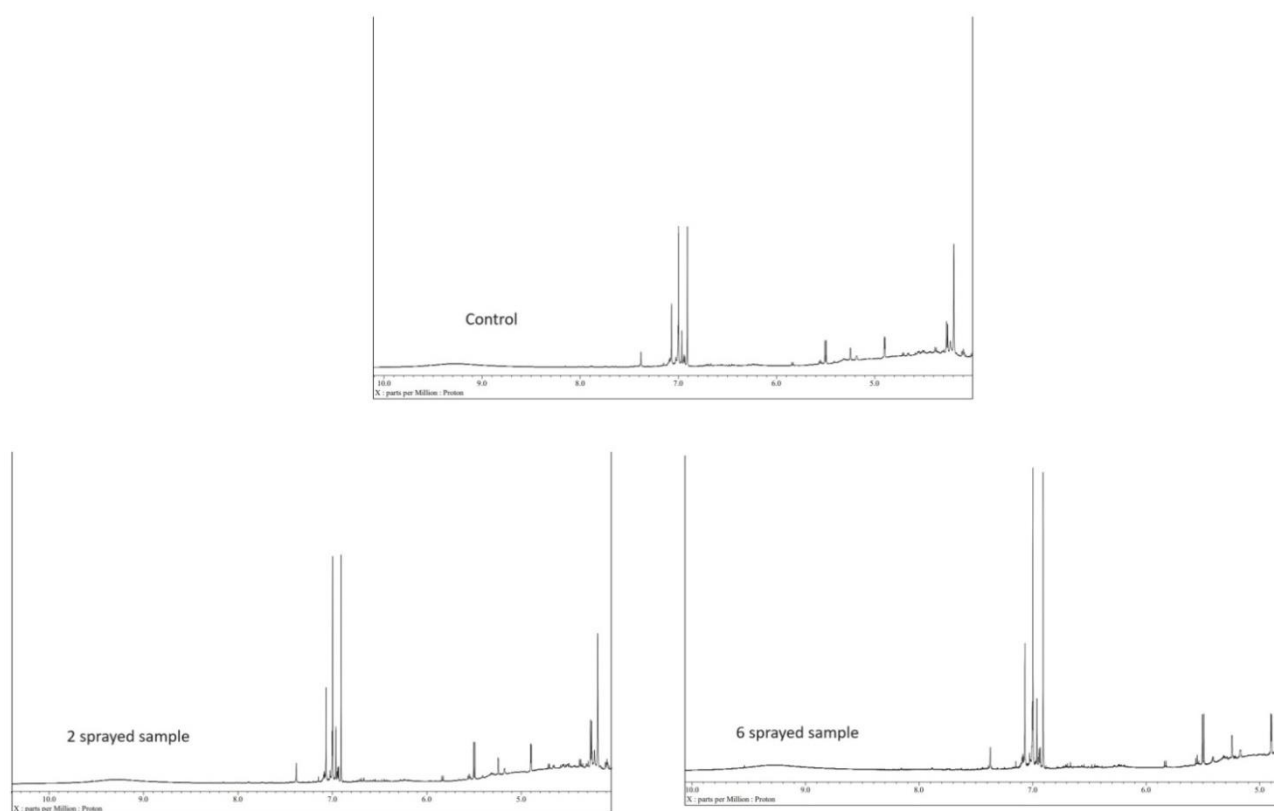 Control
10.0 9.0 8.0 7.0 6.0 5.0
X : parts per Million : Proton
2 sprayed sample
10.0 9.0 8.0 7.0 6.0 5.0
X : parts per Million : Proton
6 sprayed sample
10.0 9.0 8.0 7.0 6.0 5.0
X : parts per Million : Proton